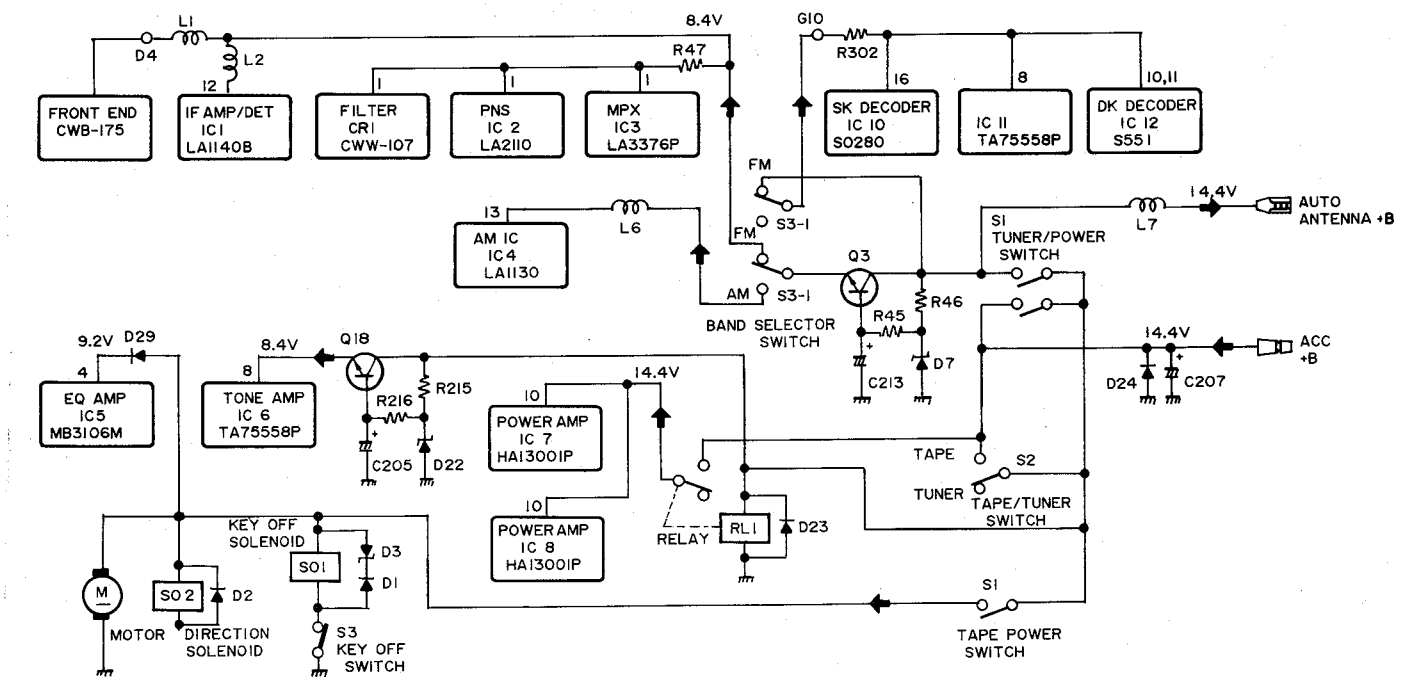 L1
D4
L2
12
8.4V
R47
1
1
1
G10
R302
16
8
10,11
FRONT END
CWB-175
IF AMP/DET
IC1
LA1140B
FILTER
CR1
CWW-107
PNS
IC 2
LA2110
MPX
IC3
LA3376P
SK DECODER
IC 10
S0280
IC 11
TA75558P
DK DECODER
IC 12
S551
FM
S3-1
13
L6
AM IC
IC4
LA1130
FM
AM
S3-1
BAND SELECTOR
SWITCH
Q3
R45
R46
C213
+
D7
14.4V
L7
AUTO
ANTENNA +B
S1
TUNER/POWER
SWITCH
14.4V
ACC
+B
D24
+
C207
9.2V
D29
4
EQ AMP
IC5
MB3106M
8.4V
8
TONE AMP
IC 6
TA75558P
Q18
R216
R215
+
C205
D22
14.4V
10
POWER AMP
IC 7
HA13001P
10
POWER AMP
IC 8
HA13001P
RELAY
RL1
D23
TAPE
TUNER
S2
TAPE/TUNER
SWITCH
KEY OFF
SOLENOID
SO1
D3
D1
M
MOTOR
SO2
D2
DIRECTION
SOLENOID
S3
KEY OFF
SWITCH
S1
TAPE POWER
SWITCH